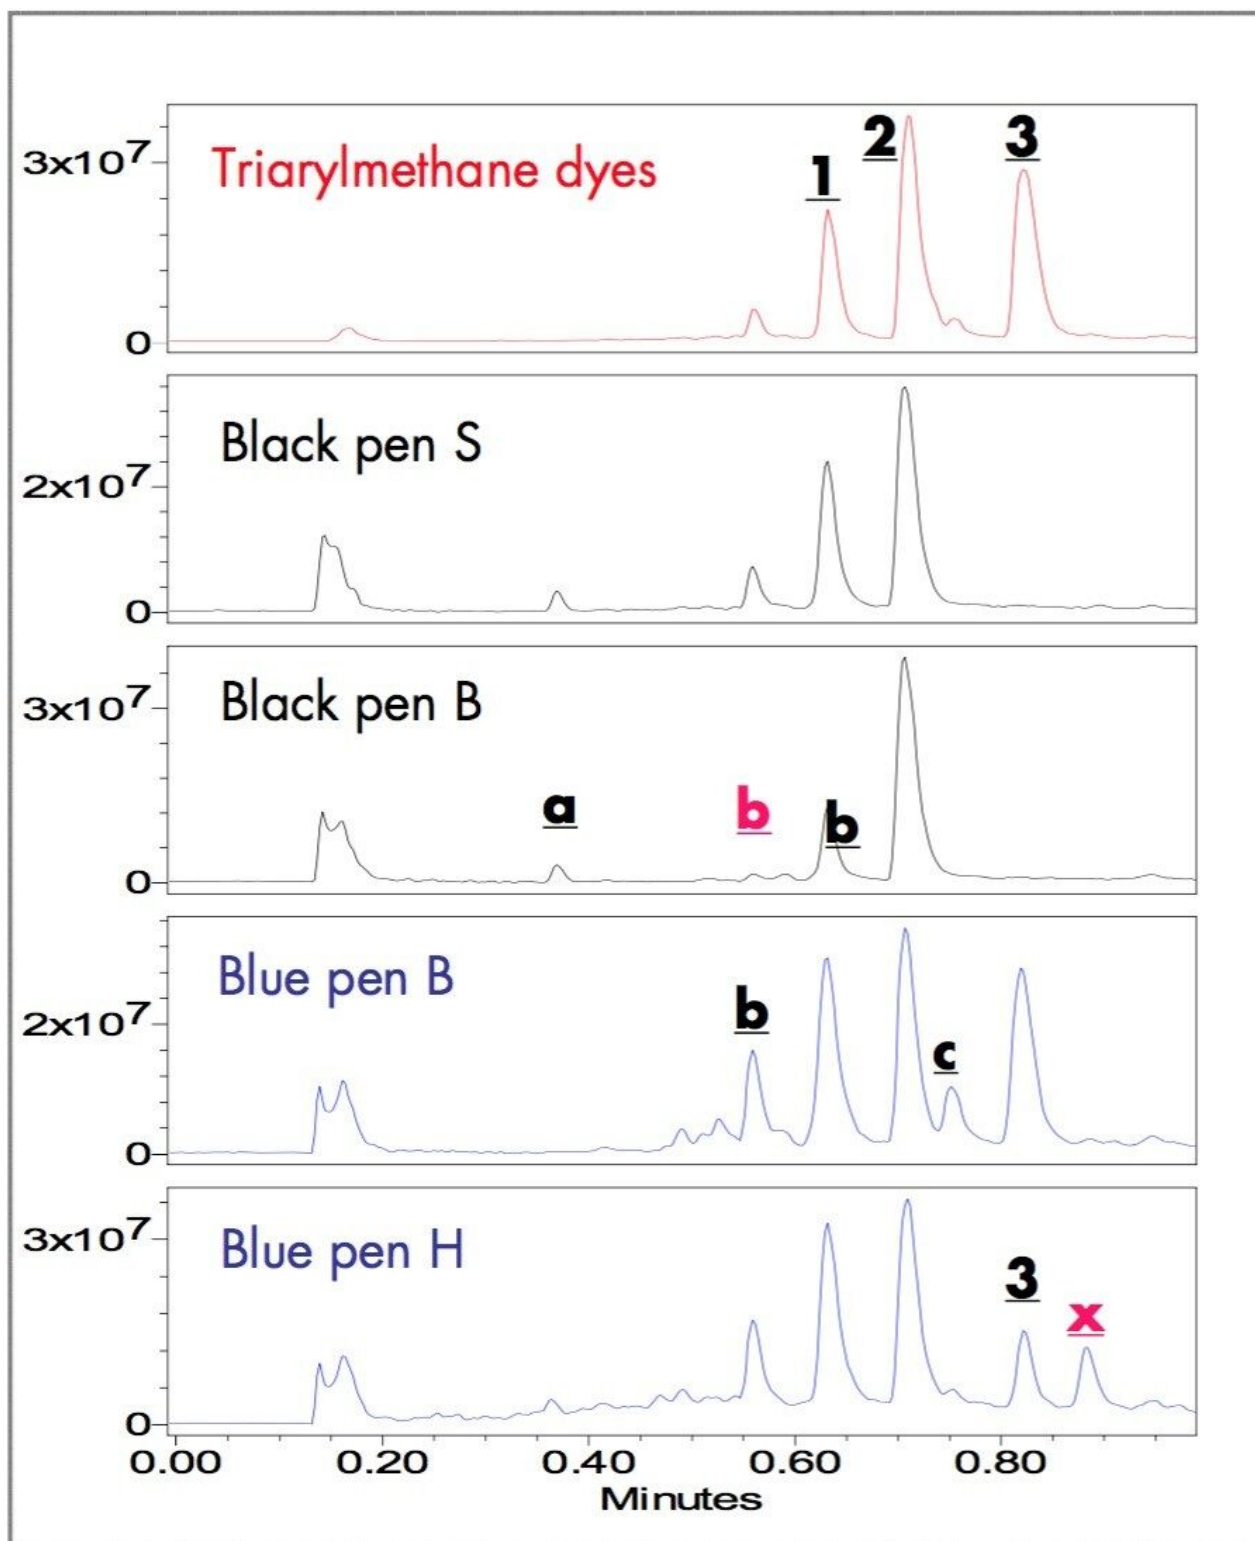 Triarylmethane dyes
1
2
3
3x10⁷
0
Black pen S
2x10⁷
0
Black pen B
3x10⁷
a
b
b
0
Blue pen B
2x10⁷
b
c
0
Blue pen H
3x10⁷
3
x
0
0.00 0.20 0.40 0.60 0.80
Minutes